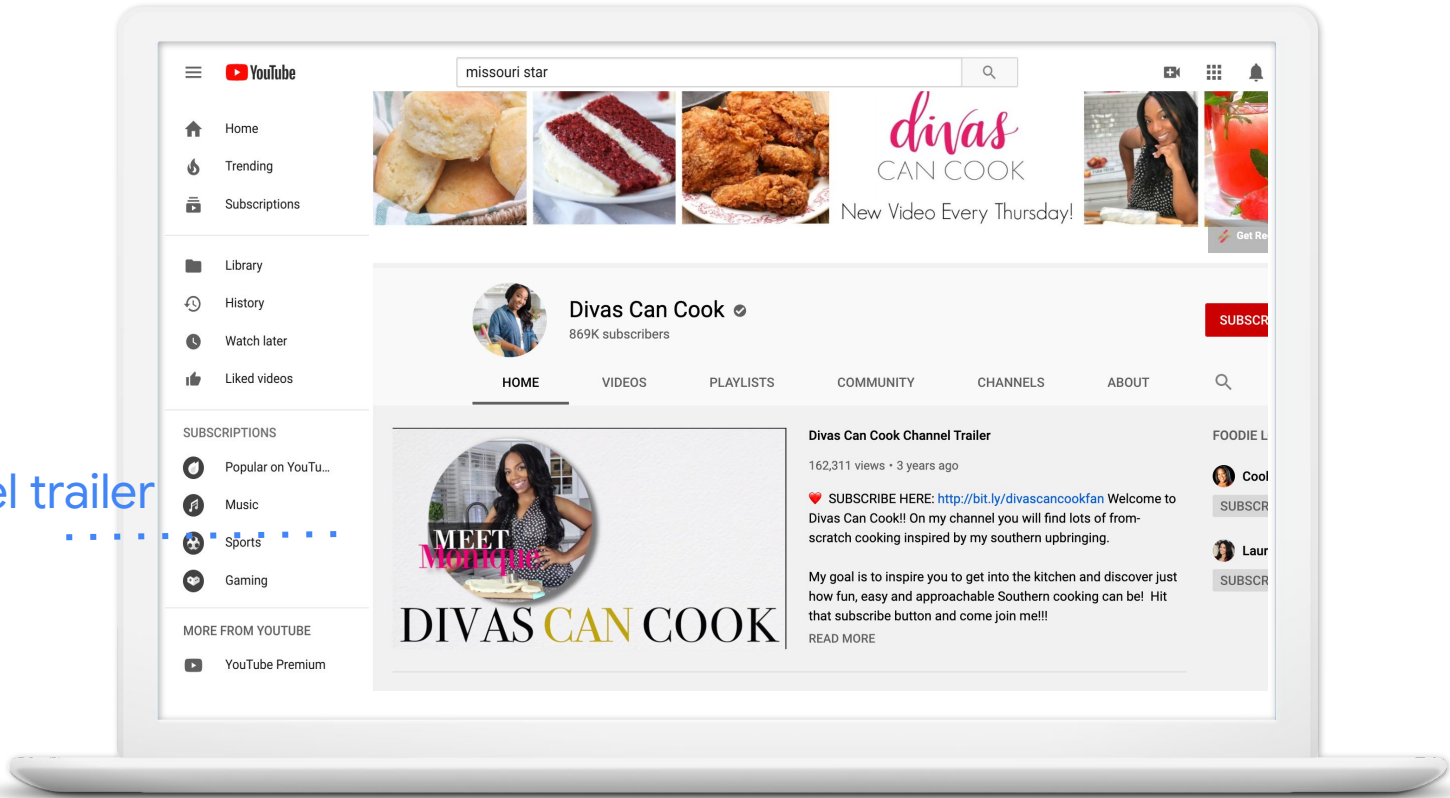 YouTube
missouri star
Home
Trending
Subscriptions
Library
History
Watch later
Liked videos
SUBSCRIPTIONS
Popular on YouTu...
Music
Sports
Gaming
MORE FROM YOUTUBE
YouTube Premium
el trailer
divas
CAN COOK
New Video Every Thursday!
Get Re
Divas Can Cook
869K subscribers
SUBSCR
HOME VIDEOS PLAYLISTS COMMUNITY CHANNELS ABOUT
MEET
Monique
DIVAS CAN COOK
Divas Can Cook Channel Trailer
162,311 views • 3 years ago
SUBSCRIBE HERE: http://bit.ly/divascancookfan Welcome to
Divas Can Cook!! On my channel you will find lots of from-
scratch cooking inspired by my southern upbringing.
My goal is to inspire you to get into the kitchen and discover just
how fun, easy and approachable Southern cooking can be! Hit
that subscribe button and come join me!!!
READ MORE
FOODIE L
Cool
SUBSCR
Laur
SUBSCR